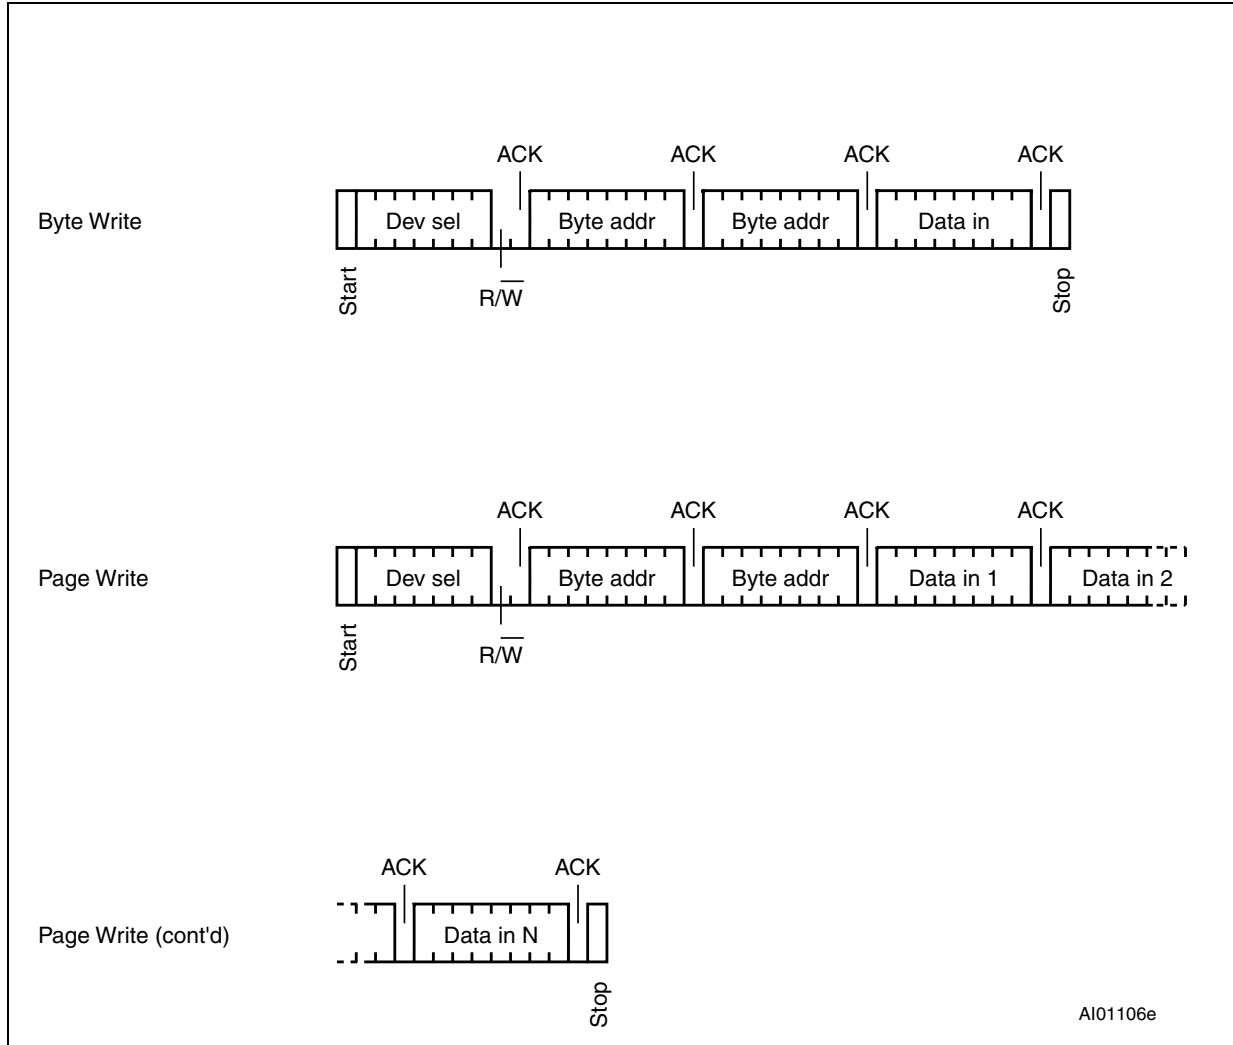 ACK ACK ACK ACK
Byte Write Dev sel Byte addr Byte addr Data in
Start R/W Stop
ACK ACK ACK ACK
Page Write Dev sel Byte addr Byte addr Data in 1 Data in 2
Start R/W
ACK ACK
Page Write (cont'd) Data in N
Stop
AI01106e